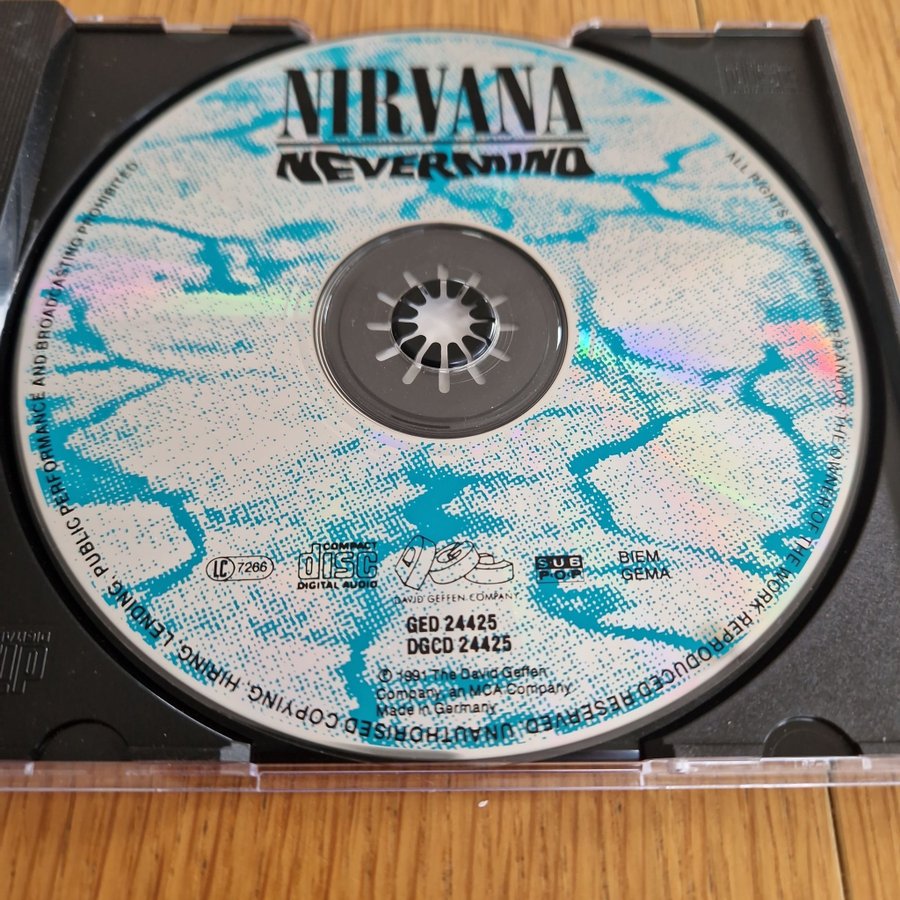 NIRVANA
NEVERMIND
ALL RIGHTS OF THE PRODUCER AND OF THE OWNER OF THE WORK REPRODUCED RESERVED. UNAUTHORISED COPYING, HIRING, LENDING, PUBLIC PERFORMANCE AND BROADCASTING PROHIBITED
LC 7266
COMPACT
disc
DIGITAL AUDIO
DAVID GEFFEN COMPANY
SUB
POP
BIEM
GEMA
GED 24425
DGCD 24425
© 1991 The David Geffen
Company, an MCA Company
Made in Germany